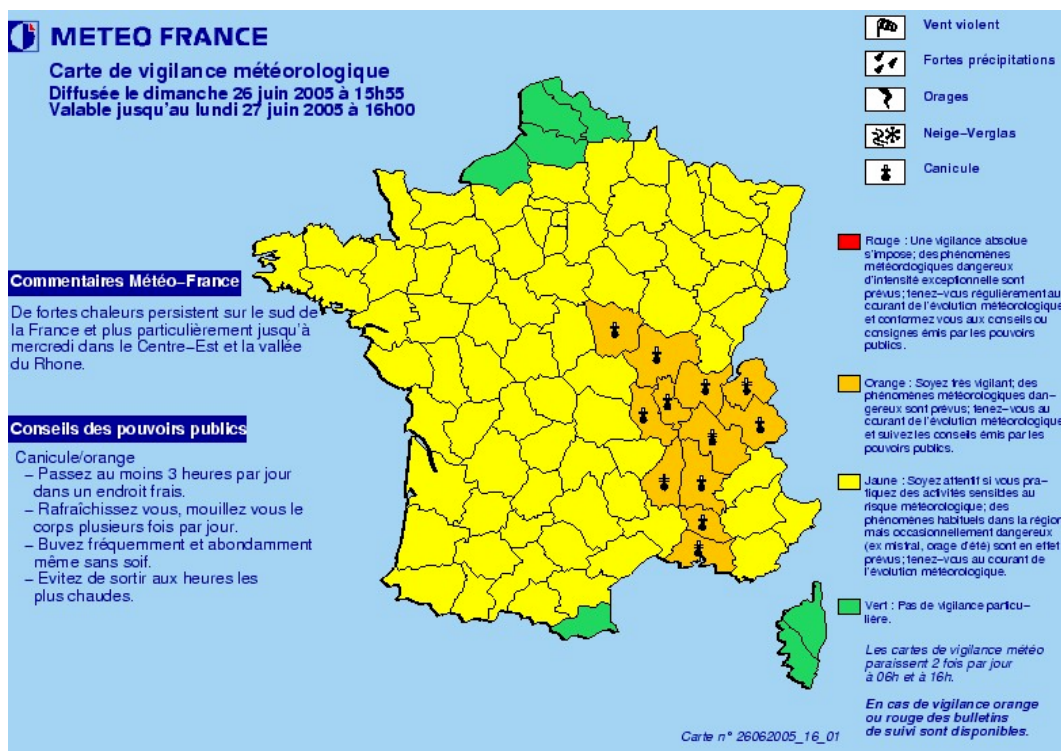 METEO FRANCE
Carte de vigilance météorologique
Diffusée le dimanche 26 juin 2005 à 15h55
Valable jusqu'au lundi 27 juin 2005 à 16h00
Commentaires Météo-France
De fortes chaleurs persistent sur le sud de
la France et plus particulièrement jusqu'à
mercredi dans le Centre-Est et la vallée
du Rhone.
Conseils des pouvoirs publics
Canicule/orange
– Passez au moins 3 heures par jour
dans un endroit frais.
– Rafraîchissez vous, mouillez vous le
corps plusieurs fois par jour.
– Buvez fréquemment et abondamment
même sans soif.
– Evitez de sortir aux heures les
plus chaudes.
Vent violent
Fortes précipitations
Orages
Neige-Verglas
Canicule
Rouge : Une vigilance absolue
s'impose; des phénomènes
météorologiques dangereux
d'intensité exceptionnelle sont
prévus; tenez-vous régulièrement au
courant de l'évolution météorologique
et conformez vous aux conseils ou
consignes émis par les pouvoirs
publics.
Orange : Soyez très vigilant; des
phénomènes météorologiques dan-
gereux sont prévus; tenez-vous au
courant de l'évolution météorologique
et suivez les conseils émis par les
pouvoirs publics.
Jaune : Soyez attentif si vous pra-
tiquez des activités sensibles au
risque météorologique; des
phénomènes habituels dans la région
mais occasionnellement dangereux
(ex mistral, orage d'été) sont en effet
prévus; tenez-vous au courant de
l'évolution météorologique.
Vert : Pas de vigilance particu-
lière.
Les cartes de vigilance météo
paraissent 2 fois par jour
à 06h et à 16h.
En cas de vigilance orange
ou rouge des bulletins
de suivi sont disponibles.
Carte n° 26062005_16_01